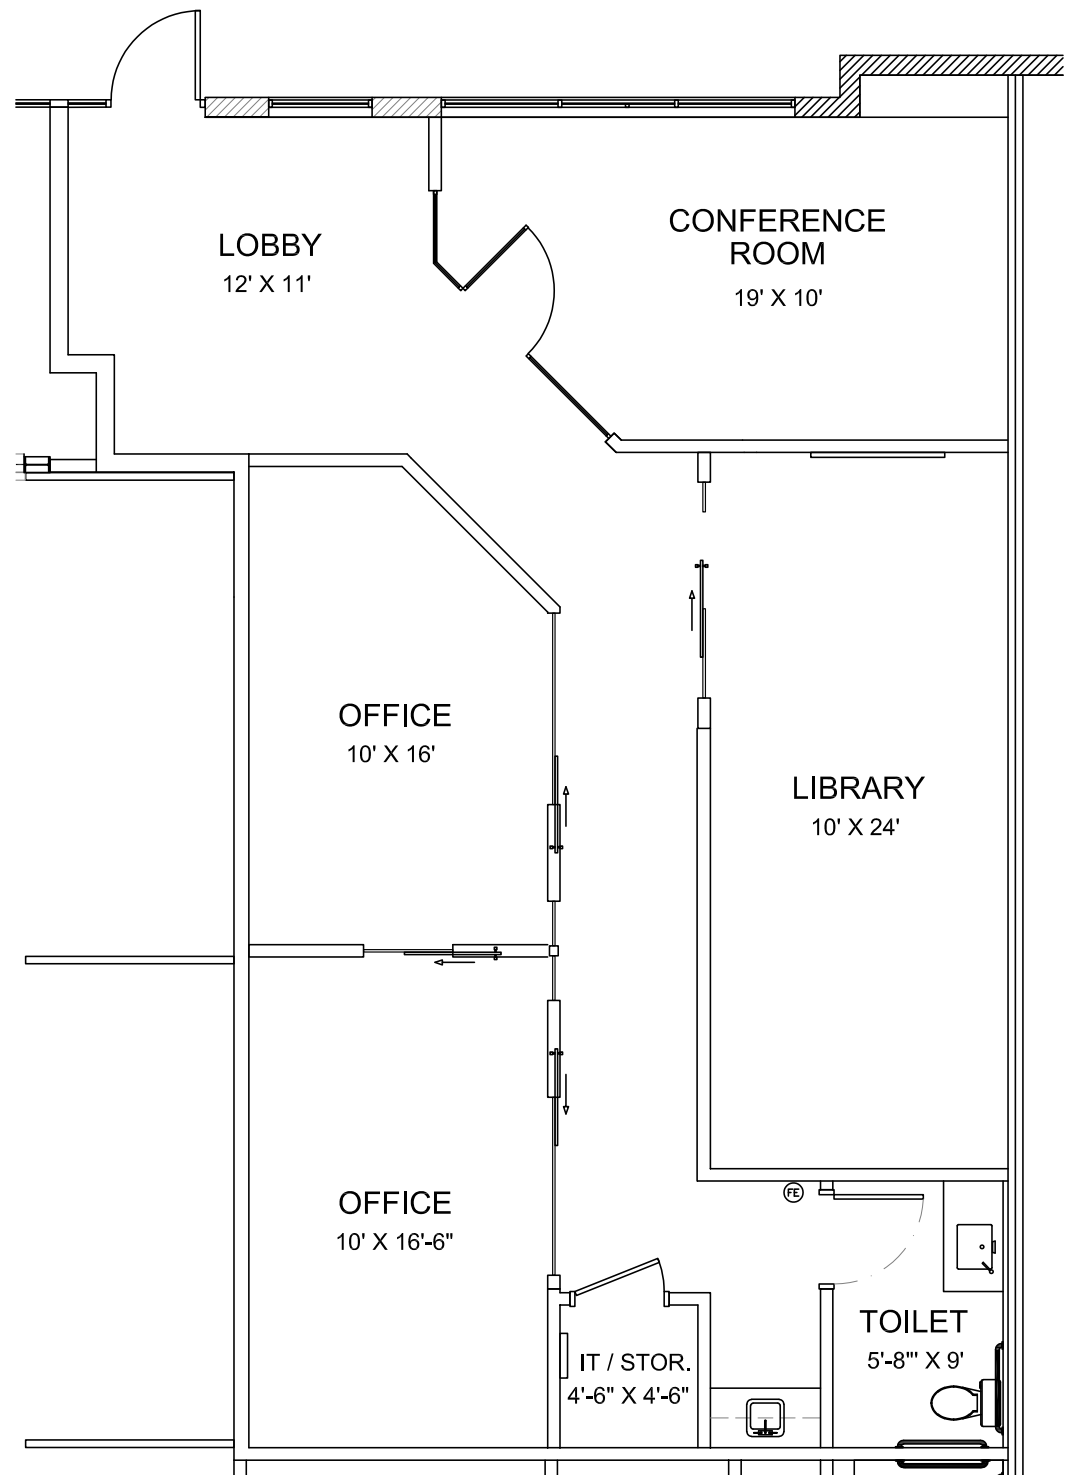 CONFERENCE
ROOM
19' X 10'
LOBBY
12' X 11'
OFFICE
10' X 16'
LIBRARY
10' X 24'
OFFICE
10' X 16'-6"
FE
TOILET
5'-8"' X 9'
IT / STOR.
4'-6" X 4'-6"